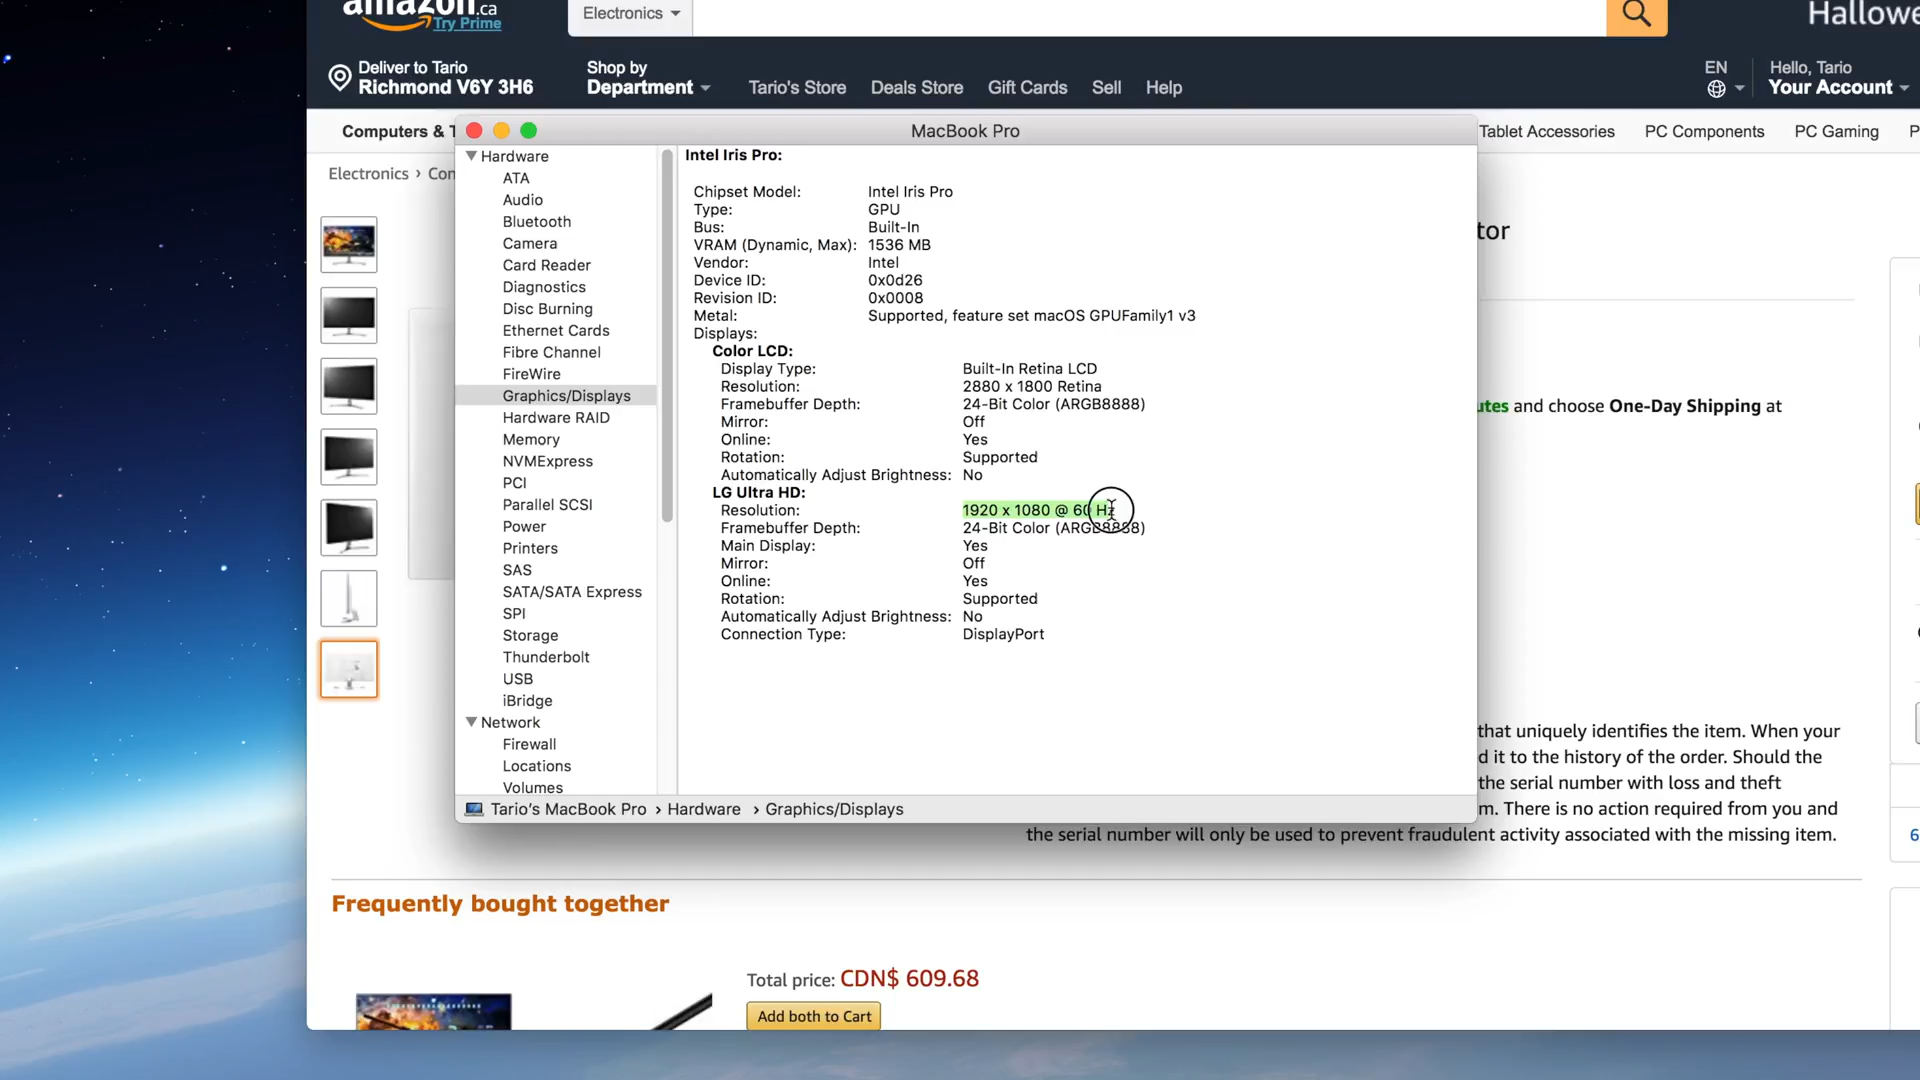 amazon.ca
Try Prime
Electronics
Hallowe
Deliver to Tario
Richmond V6Y 3H6
Shop by
Department
Tario's Store
Deals Store
Gift Cards
Sell
Help
EN
Hello, Tario
Your Account
Computers & T
MacBook Pro
Tablet Accessories
PC Components
PC Gaming
P
Electronics › Con
tor
Hardware
ATA
Audio
Bluetooth
Camera
Card Reader
Diagnostics
Disc Burning
Ethernet Cards
Fibre Channel
FireWire
Graphics/Displays
Hardware RAID
Memory
NVMExpress
PCI
Parallel SCSI
Power
Printers
SAS
SATA/SATA Express
SPI
Storage
Thunderbolt
USB
iBridge
Network
Firewall
Locations
Volumes
Intel Iris Pro:
Chipset Model: Intel Iris Pro
Type: GPU
Bus: Built-In
VRAM (Dynamic, Max): 1536 MB
Vendor: Intel
Device ID: 0x0d26
Revision ID: 0x0008
Metal: Supported, feature set macOS GPUFamily1 v3
Displays:
Color LCD:
Display Type: Built-In Retina LCD
Resolution: 2880 x 1800 Retina
Framebuffer Depth: 24-Bit Color (ARGB8888)
Mirror: Off
Online: Yes
Rotation: Supported
Automatically Adjust Brightness: No
LG Ultra HD:
Resolution: 1920 x 1080 @ 60 Hz
Framebuffer Depth: 24-Bit Color (ARGB8888)
Main Display: Yes
Mirror: Off
Online: Yes
Rotation: Supported
Automatically Adjust Brightness: No
Connection Type: DisplayPort
Tario's MacBook Pro › Hardware › Graphics/Displays
utes and choose One-Day Shipping at
that uniquely identifies the item. When your
d it to the history of the order. Should the
the serial number with loss and theft
m. There is no action required from you and
the serial number will only be used to prevent fraudulent activity associated with the missing item.
6
Frequently bought together
Total price: CDN$ 609.68
Add both to Cart